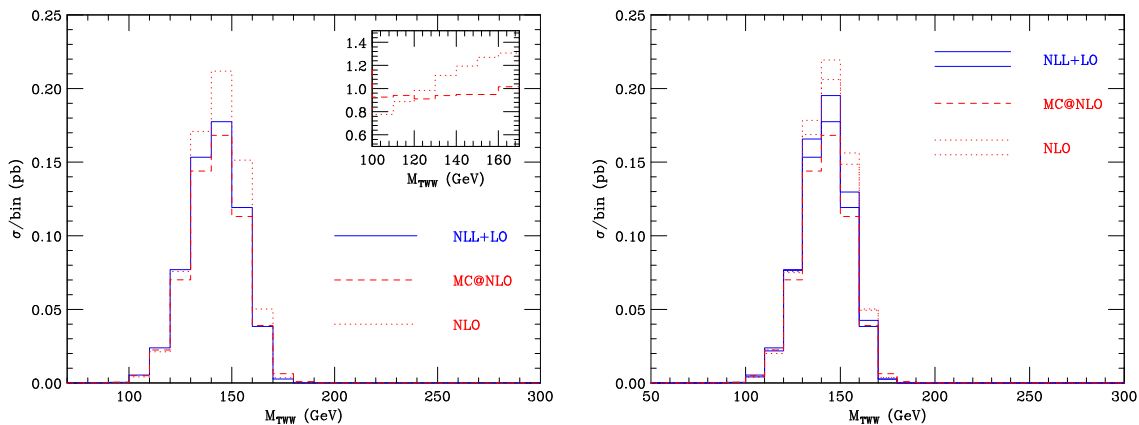 0.25
0.20
0.15
0.10
0.05
0.00
σ/bin (pb)
100 150 200 250 300
M_TWW (GeV)
1.4
1.2
1.0
0.8
0.6
100 120 140 160
M_TWW (GeV)
NLL+LO
MC@NLO
NLO
0.25
0.20
0.15
0.10
0.05
0.00
σ/bin (pb)
50 100 150 200 250 300
M_TWW (GeV)
NLL+LO
MC@NLO
NLO